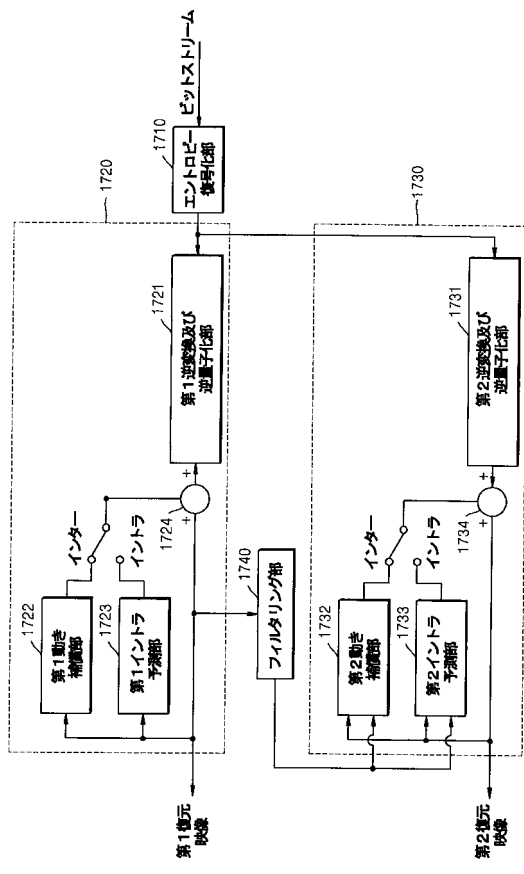 ビットストリーム
1710
エントロピー
復号化部
1720
1721
第1逆変換及び
逆量子化部
+
+
1724
インター
イントラ
1722
第1動き
補償部
1723
第1イントラ
予測部
第1復元
映像
1740
フィルタリング部
1730
1731
第2逆変換及び
逆量子化部
+
+
1734
インター
イントラ
1732
第2動き
補償部
1733
第2イントラ
予測部
第2復元
映像